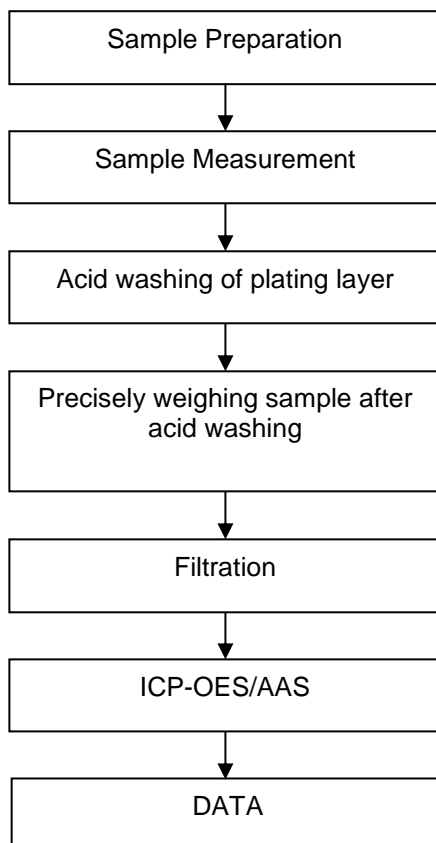 Sample Preparation
Sample Measurement
Acid washing of plating layer
Precisely weighing sample after
acid washing
Filtration
ICP-OES/AAS
DATA